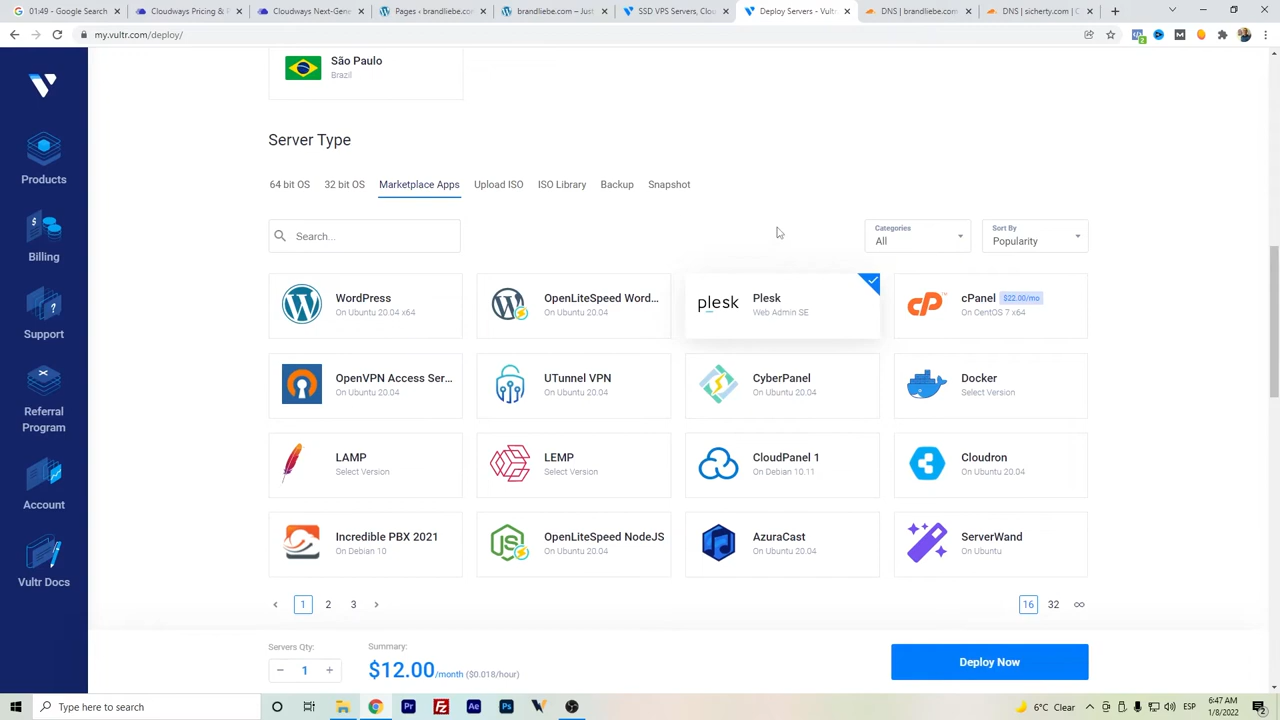 01:49 - Google Search
Cloudways Pricing & P
Cloudways Next-Gene
Pages ‹ brandliebe.com
brandliebe.com – Just
SSD VPS Servers, Cloud
Deploy Servers - Vultr
DNS | brandliebe.com
DNS | sicherty.com | C
my.vultr.com/deploy/
São Paulo
Brazil
Server Type
64 bit OS
32 bit OS
Marketplace Apps
Upload ISO
ISO Library
Backup
Snapshot
Search...
Categories
All
Sort By
Popularity
WordPress
On Ubuntu 20.04 x64
OpenLiteSpeed Word...
On Ubuntu 20.04
plesk
Plesk
Web Admin SE
cP
cPanel $22.00/mo
On CentOS 7 x64
OpenVPN Access Ser...
On Ubuntu 20.04
UTunnel VPN
On Ubuntu 20.04
CyberPanel
On Ubuntu 20.04
Docker
Select Version
LAMP
Select Version
LEMP
Select Version
CloudPanel 1
On Debian 10.11
Cloudron
On Ubuntu 20.04
Incredible PBX 2021
On Debian 10
OpenLiteSpeed NodeJS
On Ubuntu 20.04
AzuraCast
On Ubuntu 20.04
ServerWand
On Ubuntu
1 2 3
16 32 ∞
Servers Qty:
− 1 +
Summary:
$12.00/month ($0.018/hour)
Deploy Now
Products
Billing
Support
Referral
Program
Account
Vultr Docs
Type here to search
Pr
Fz
Ae
Ps
6°C Clear
ESP
6:47 AM
1/8/2022
2